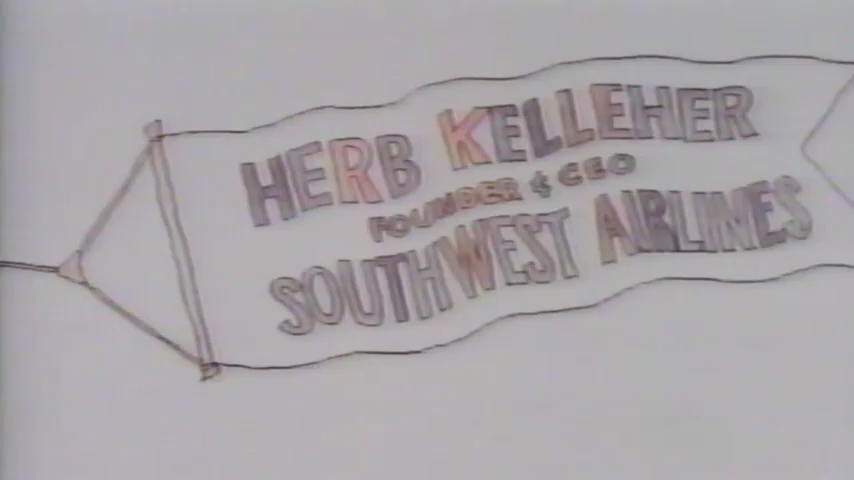 HERB KELLEHER
FOUNDER & CEO
SOUTHWEST AIRLINES